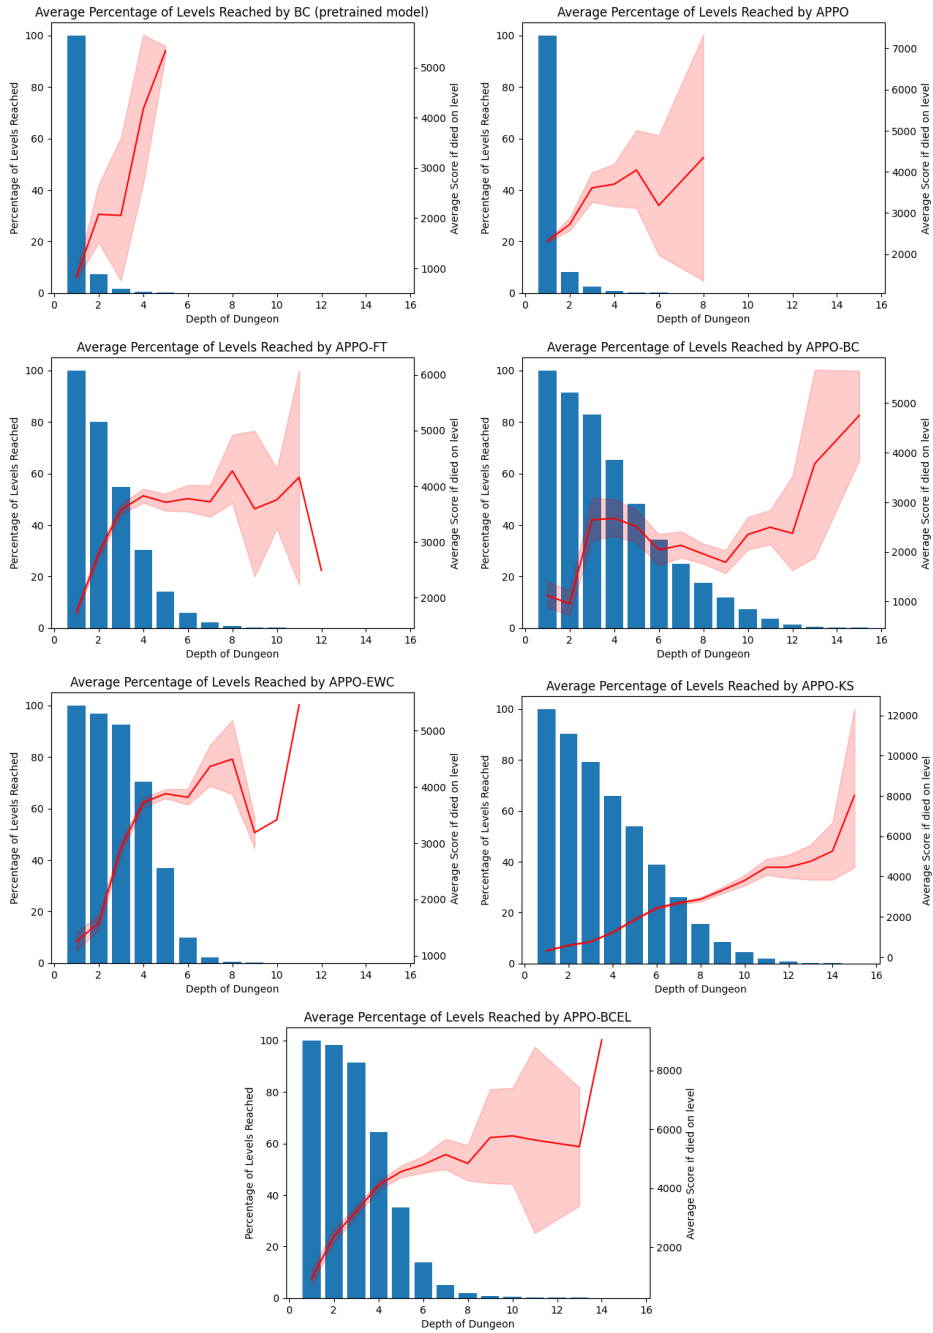 Average Percentage of Levels Reached by BC (pretrained model)
100
80
60
40
20
0
Percentage of Levels Reached
5000
4000
3000
2000
1000
Average Score if died on level
0 2 4 6 8 10 12 14 16
Depth of Dungeon
Average Percentage of Levels Reached by APPO
100
80
60
40
20
0
Percentage of Levels Reached
7000
6000
5000
4000
3000
2000
Average Score if died on level
0 2 4 6 8 10 12 14 16
Depth of Dungeon
Average Percentage of Levels Reached by APPO-FT
100
80
60
40
20
0
Percentage of Levels Reached
6000
5000
4000
3000
2000
Average Score if died on level
0 2 4 6 8 10 12 14 16
Depth of Dungeon
Average Percentage of Levels Reached by APPO-BC
100
80
60
40
20
0
Percentage of Levels Reached
5000
4000
3000
2000
1000
Average Score if died on level
0 2 4 6 8 10 12 14 16
Depth of Dungeon
Average Percentage of Levels Reached by APPO-EWC
100
80
60
40
20
0
Percentage of Levels Reached
5000
4000
3000
2000
1000
Average Score if died on level
0 2 4 6 8 10 12 14 16
Depth of Dungeon
Average Percentage of Levels Reached by APPO-KS
100
80
60
40
20
0
Percentage of Levels Reached
12000
10000
8000
6000
4000
2000
0
Average Score if died on level
0 2 4 6 8 10 12 14 16
Depth of Dungeon
Average Percentage of Levels Reached by APPO-BCEL
100
80
60
40
20
0
Percentage of Levels Reached
8000
6000
4000
2000
Average Score if died on level
0 2 4 6 8 10 12 14 16
Depth of Dungeon